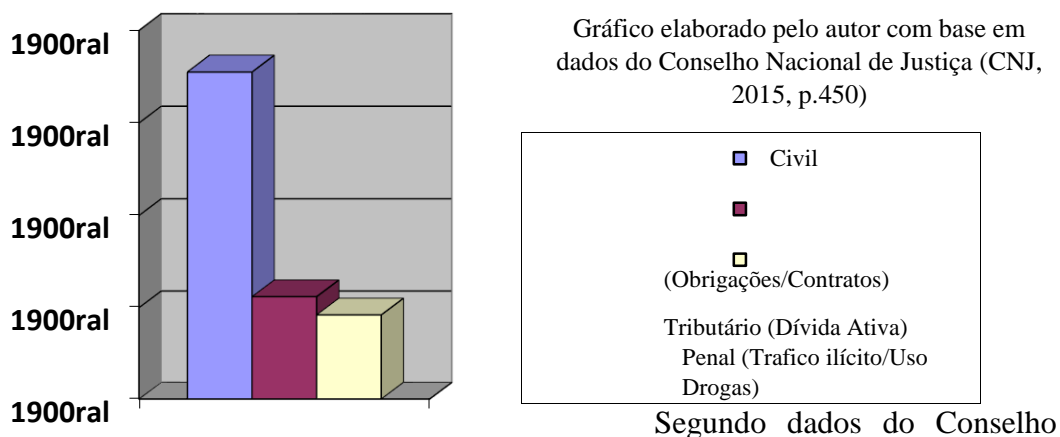 1900ral
1900ral
1900ral
1900ral
1900ral
Gráfico elaborado pelo autor com base em
dados do Conselho Nacional de Justiça (CNJ,
2015, p.450)
Civil
(Obrigações/Contratos)
Tributário (Dívida Ativa)
Penal (Trafico ilícito/Uso
Drogas)
Segundo dados do Conselho